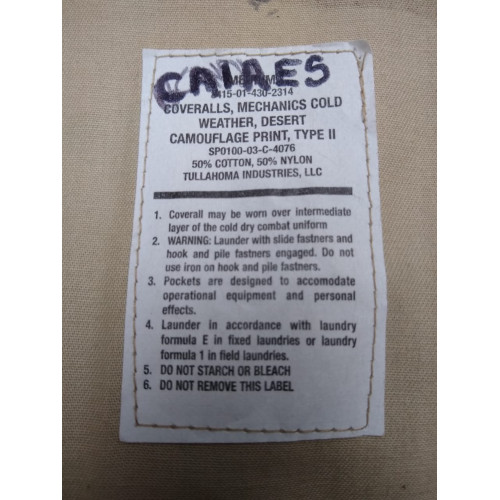 CAINES
COVERALLS, MECHANICS COLD
WEATHER, DESERT
CAMOUFLAGE PRINT, TYPE II
SP0100-03-C-4076
50% COTTON, 50% NYLON
TULLAHOMA INDUSTRIES, LLC
1. Coverall may be worn over intermediate
layer of the cold dry combat uniform
2. WARNING: Launder with slide fastners and
hook and pile fastners engaged. Do not
use iron on hook and pile fastners.
3. Pockets are designed to accomodate
operational equipment and personal
effects.
4. Launder in accordance with laundry
formula E in fixed laundries or laundry
formula 1 in field laundries.
5. DO NOT STARCH OR BLEACH
6. DO NOT REMOVE THIS LABEL